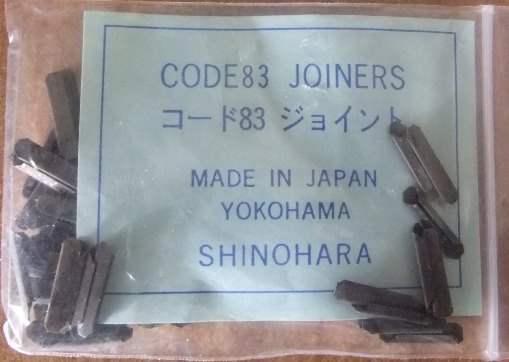 CODE83 JOINERS
コード83 ジョイント
MADE IN JAPAN
YOKOHAMA
SHINOHARA